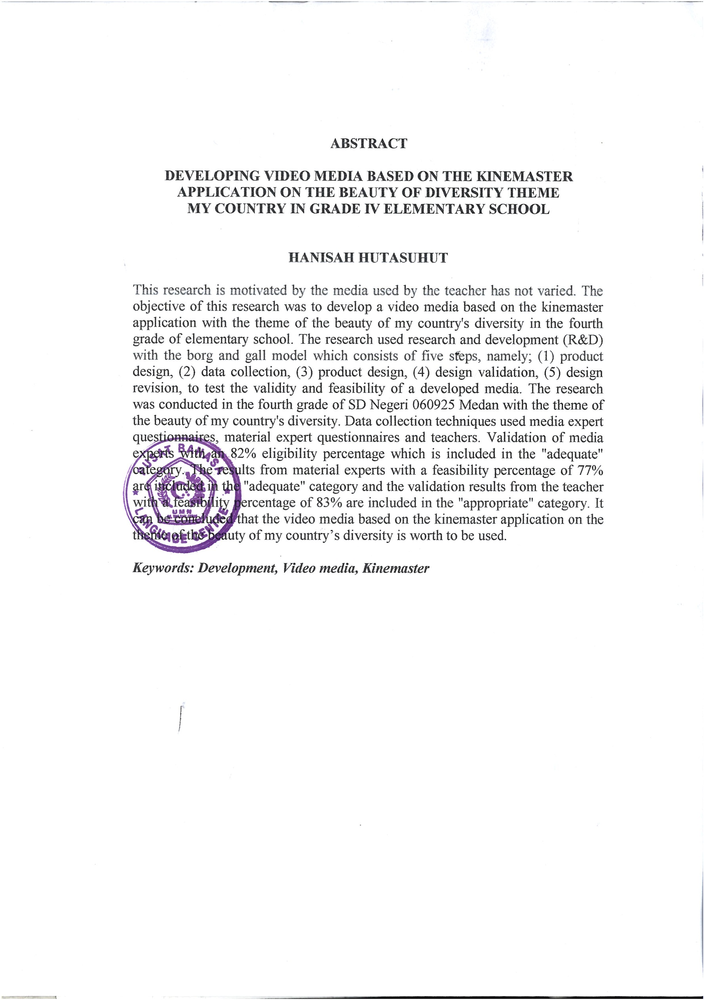 ABSTRACT
DEVELOPING VIDEO MEDIA BASED ON THE KINEMASTER
APPLICATION ON THE BEAUTY OF DIVERSITY THEME
MY COUNTRY IN GRADE IV ELEMENTARY SCHOOL
HANISAH HUTASUHUT
This research is motivated by the media used by the teacher has not varied. The
objective of this research was to develop a video media based on the kinemaster
application with the theme of the beauty of my country's diversity in the fourth
grade of elementary school. The research used research and development (R&D)
with the borg and gall model which consists of five steps, namely; (1) product
design, (2) data collection, (3) product design, (4) design validation, (5) design
revision, to test the validity and feasibility of a developed media. The research
was conducted in the fourth grade of SD Negeri 060925 Medan with the theme of
the beauty of my country's diversity. Data collection techniques used media expert
questionnaires, material expert questionnaires and teachers. Validation of media
experts with an 82% eligibility percentage which is included in the "adequate"
category. The results from material experts with a feasibility percentage of 77%
are included in the "adequate" category and the validation results from the teacher
with a feasibility percentage of 83% are included in the "appropriate" category. It
can be concluded that the video media based on the kinemaster application on the
theme of the beauty of my country’s diversity is worth to be used.
PUSAT BAHASA
UMN
LANGUAGE CENTRE
Keywords: Development, Video media, Kinemaster